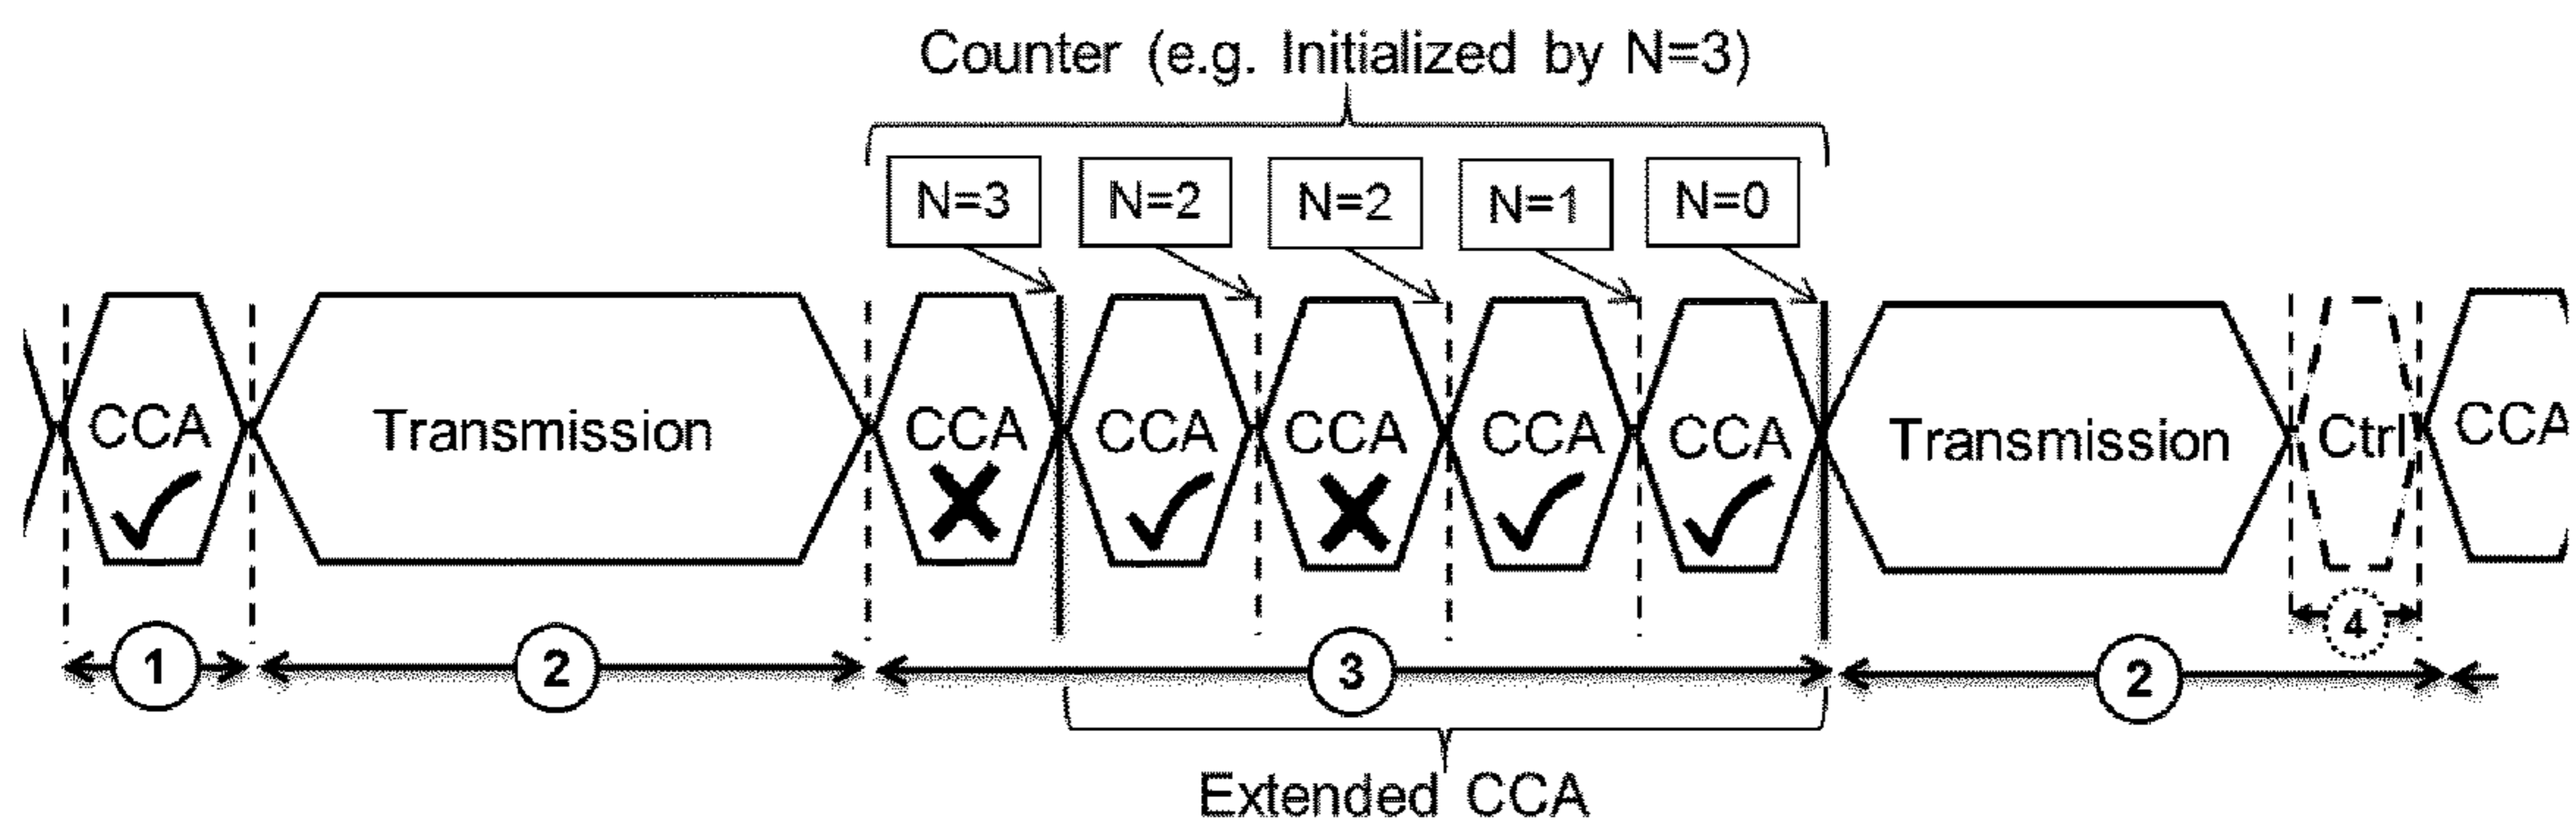 Counter (e.g. Initialized by N=3)
N=3 N=2 N=2 N=1 N=0
CCA Transmission CCA CCA CCA CCA CCA Transmission Ctrl CCA
1 2 3 2 4
Extended CCA